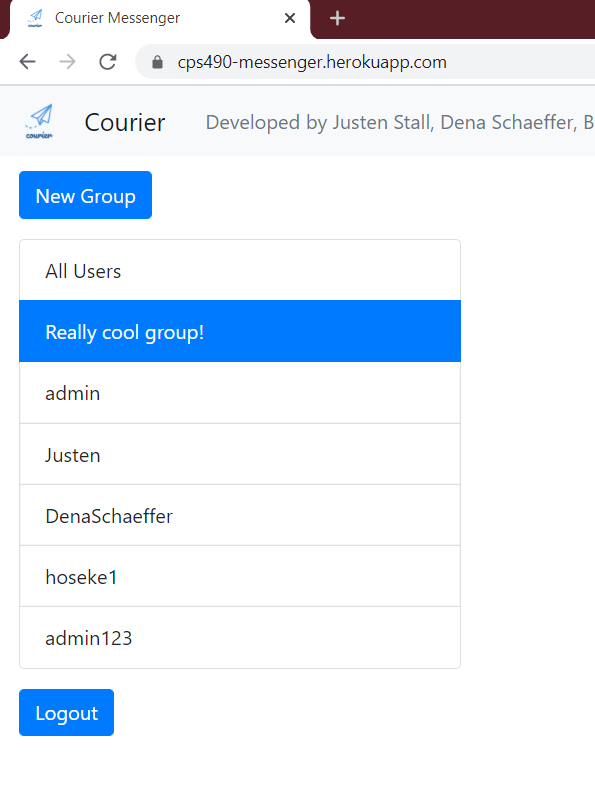 Courier Messenger
cps490-messenger.herokuapp.com
courier
Courier
Developed by Justen Stall, Dena Schaeffer, B
New Group
All Users
Really cool group!
admin
Justen
DenaSchaeffer
hoseke1
admin123
Logout